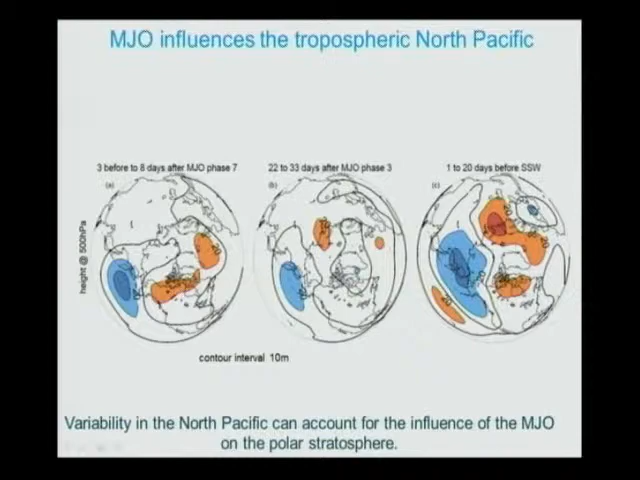 MJO influences the tropospheric North Pacific
3 before to 8 days after MJO phase 7
22 to 33 days after MJO phase 3
1 to 20 days before SSW
(a)
(b)
(c)
height @ 500hPa
contour interval 10m
Variability in the North Pacific can account for the influence of the MJO
on the polar stratosphere.